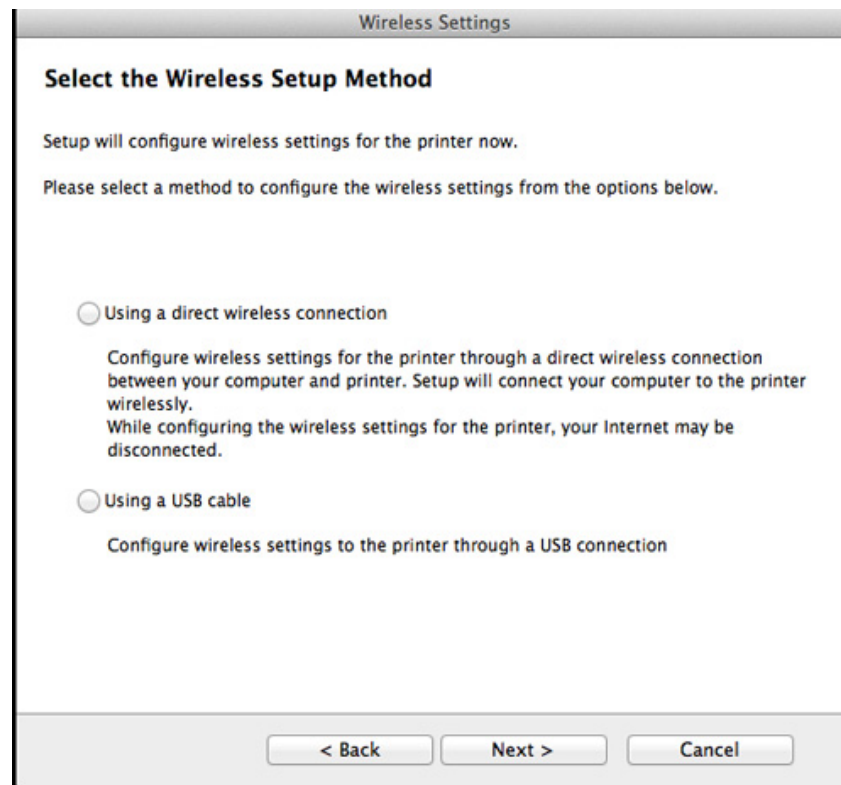 Wireless Settings
Select the Wireless Setup Method
Setup will configure wireless settings for the printer now.
Please select a method to configure the wireless settings from the options below.
Using a direct wireless connection
Configure wireless settings for the printer through a direct wireless connection
between your computer and printer. Setup will connect your computer to the printer
wirelessly.
While configuring the wireless settings for the printer, your Internet may be
disconnected.
Using a USB cable
Configure wireless settings to the printer through a USB connection
< Back Next > Cancel